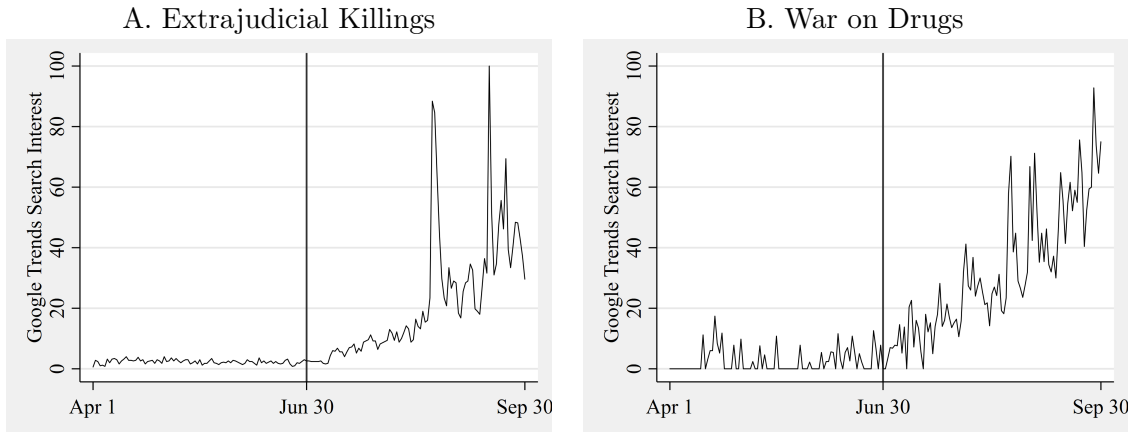 A. Extrajudicial Killings
Google Trends Search Interest
100
80
60
40
20
0
Apr 1
Jun 30
Sep 30
B. War on Drugs
Google Trends Search Interest
100
80
60
40
20
0
Apr 1
Jun 30
Sep 30